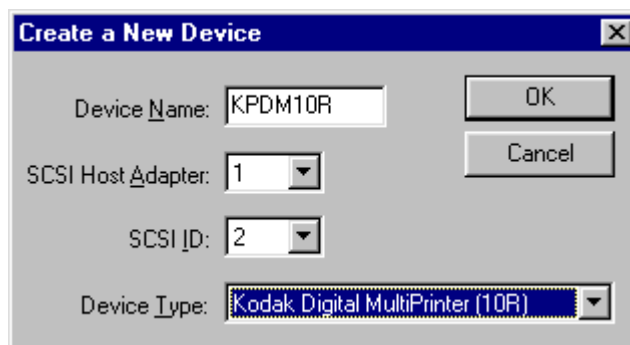 Create a New Device
Device Name: KPDM10R
OK
SCSI Host Adapter: 1
Cancel
SCSI ID: 2
Device Type: Kodak Digital MultiPrinter (10R)